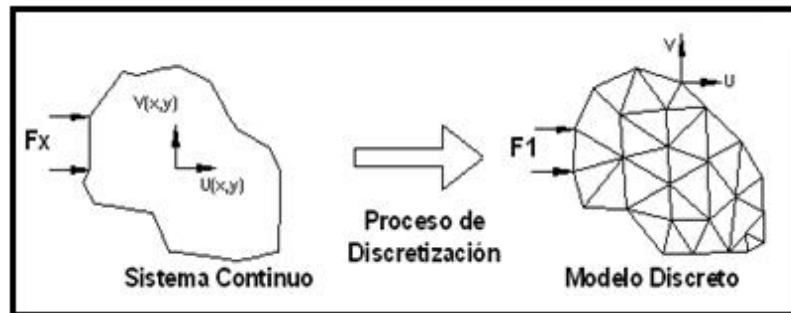 V(x,y)
Fx
U(x,y)
Sistema Continuo
Proceso de
Discretización
V
U
F1
Modelo Discreto